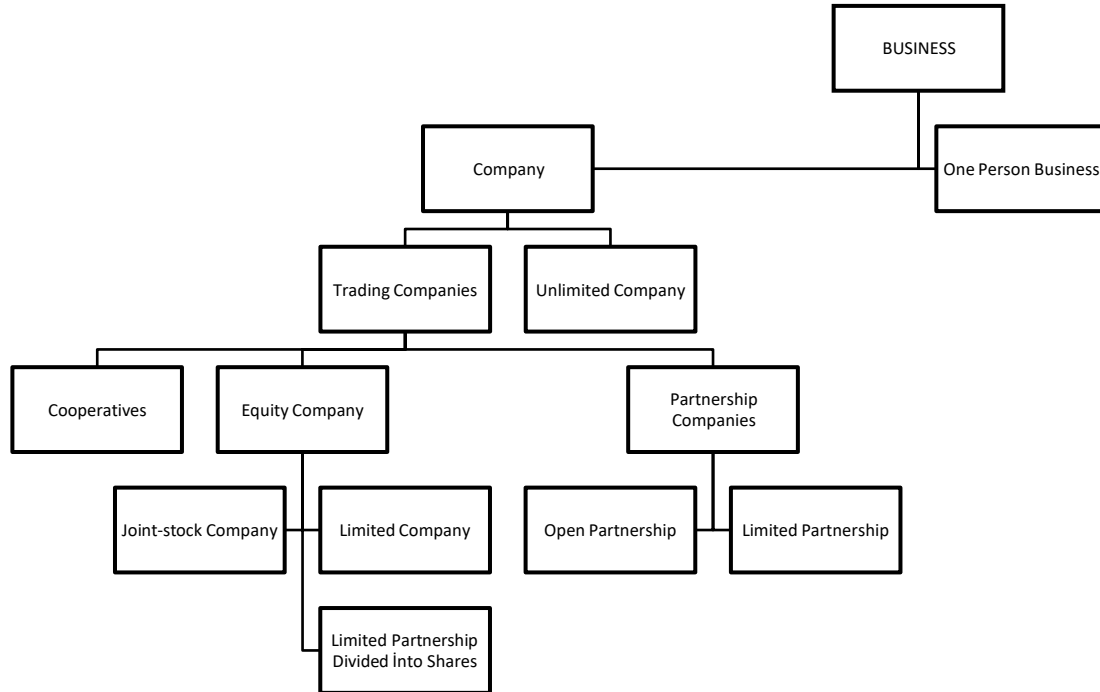 BUSINESS
Company
One Person Business
Trading Companies
Unlimited Company
Cooperatives
Equity Company
Partnership
Companies
Joint-stock Company
Limited Company
Open Partnership
Limited Partnership
Limited Partnership
Divided İnto Shares